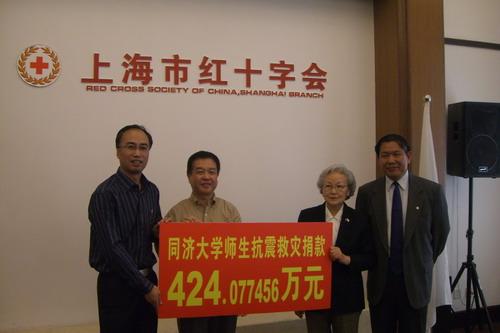 上海市红十字会
RED CROSS SOCIETY OF CHINA, SHANGHAI BRANCH
同济大学师生抗震救灾捐款
424.077456万元